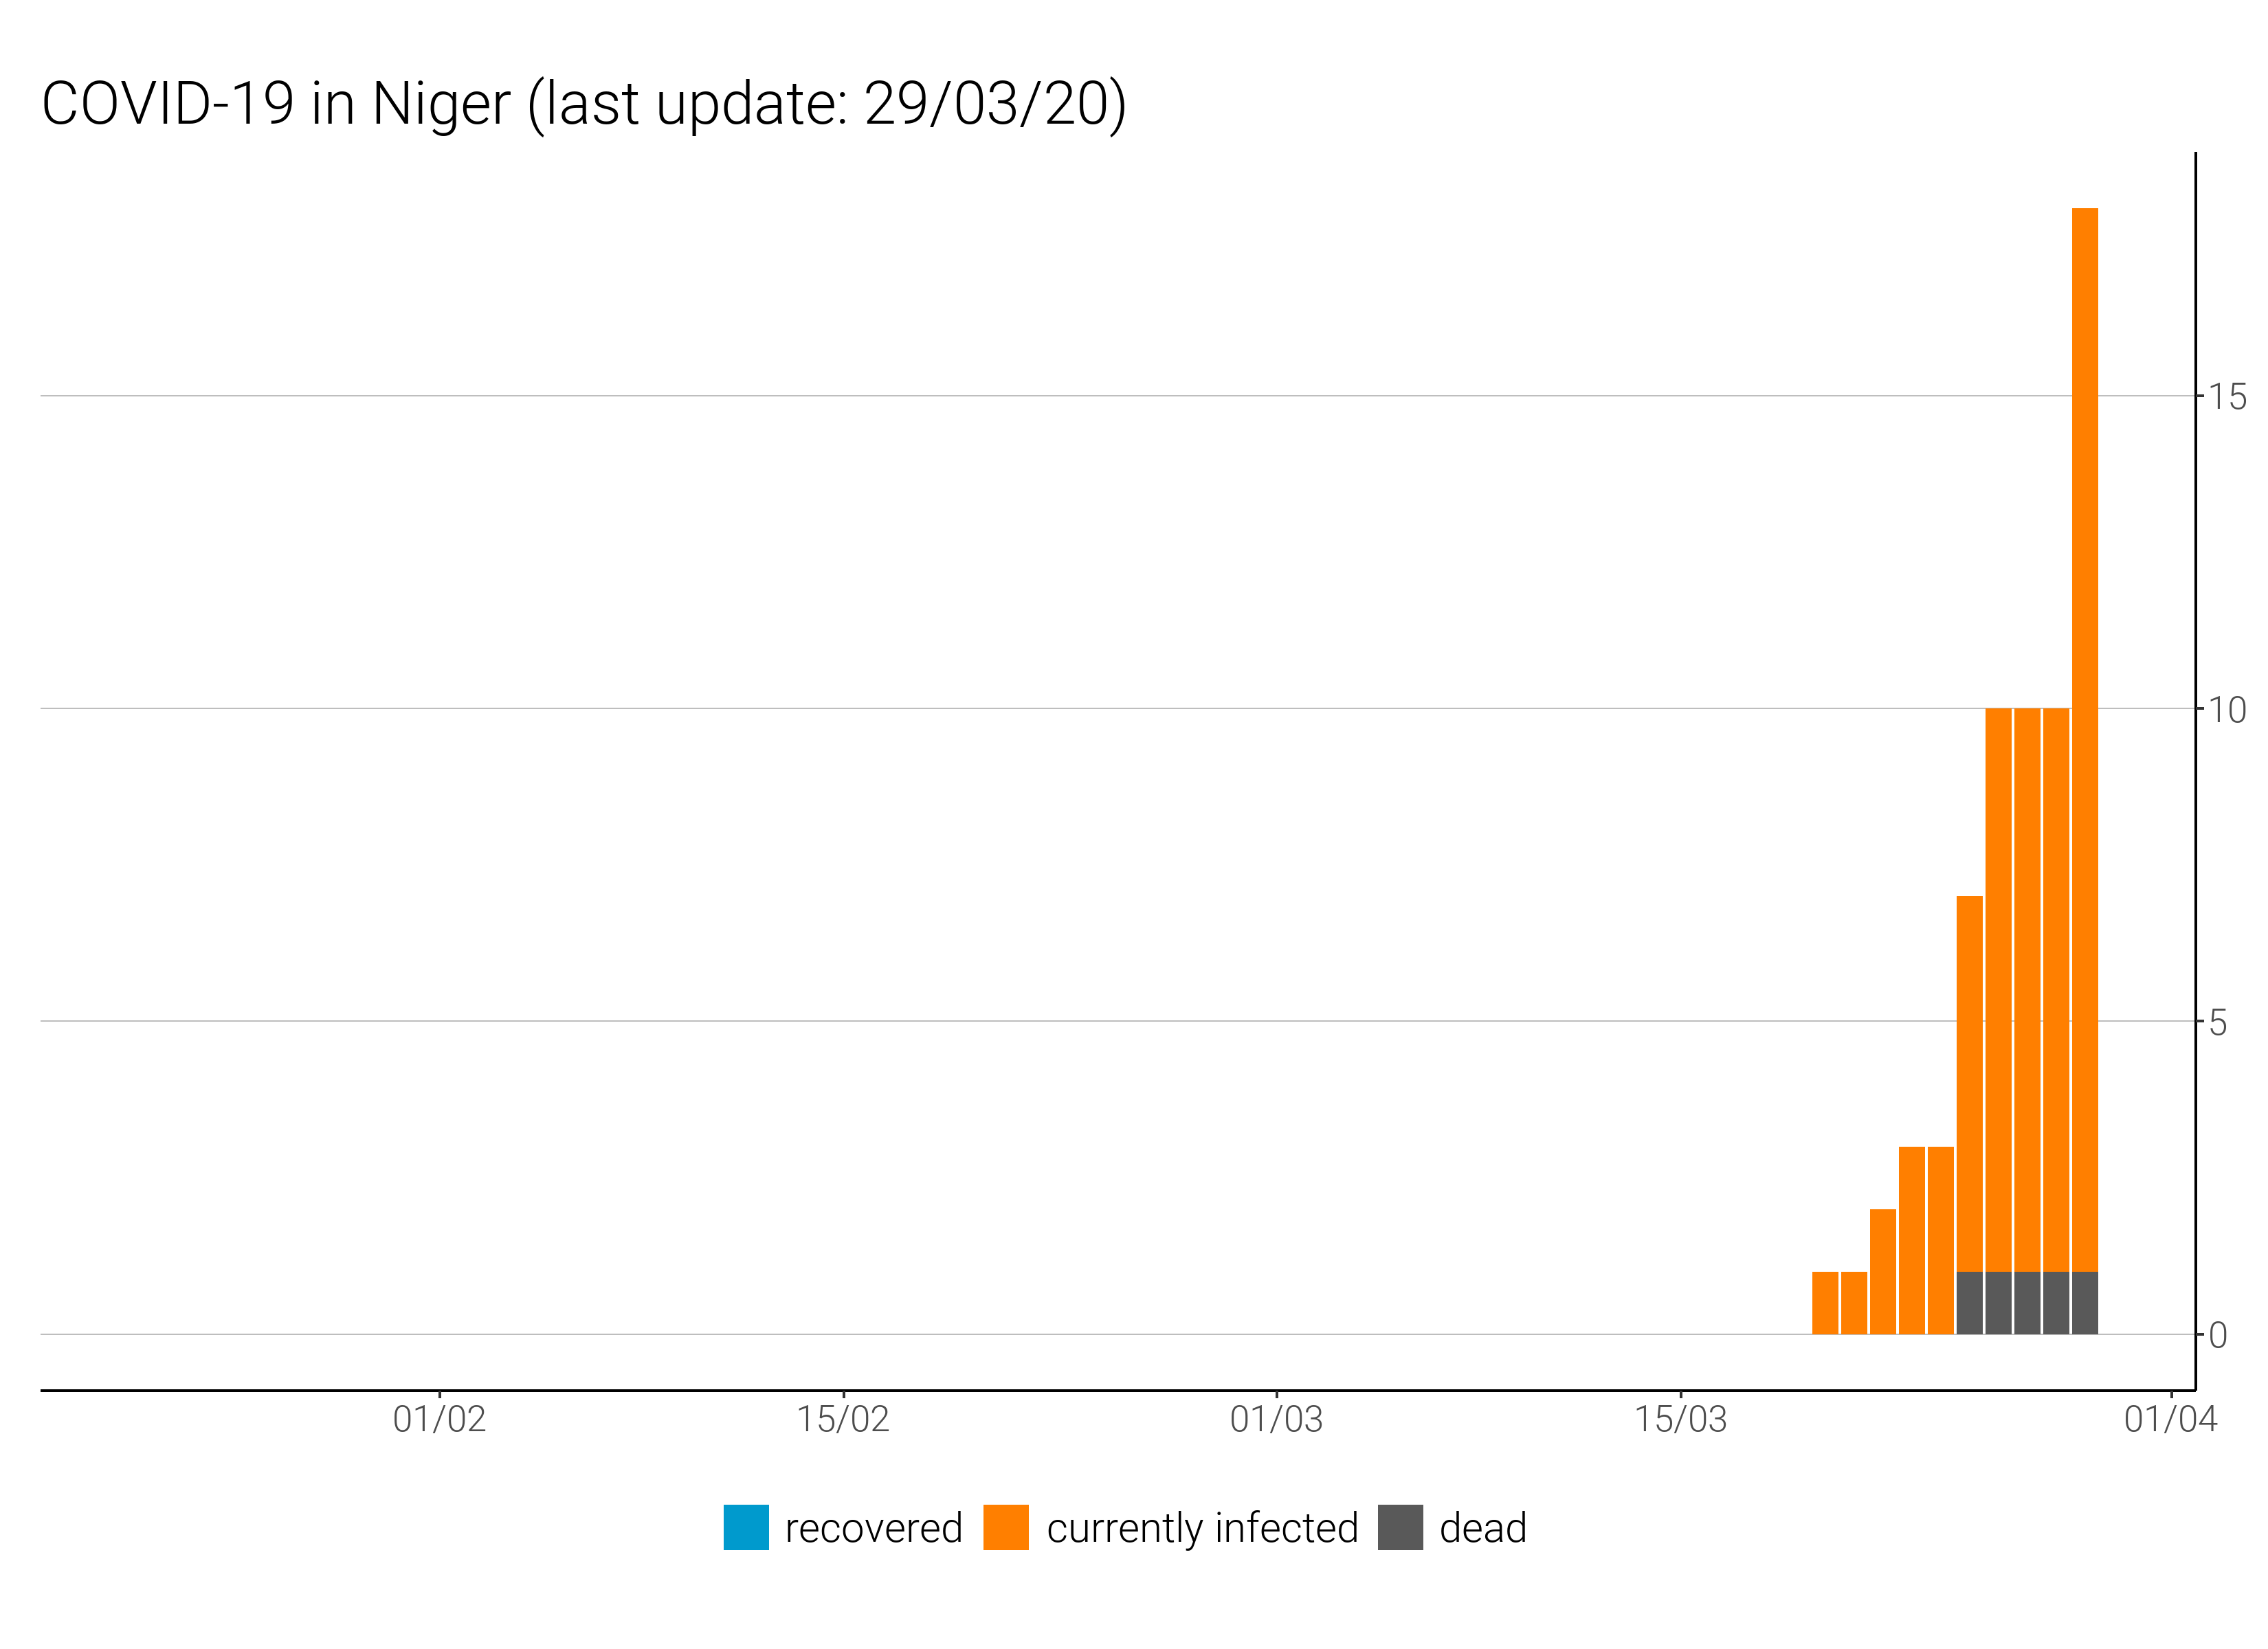 COVID-19 in Niger (last update: 29/03/20)
15
10
5
0
01/02 15/02 01/03 15/03 01/04
recovered currently infected dead